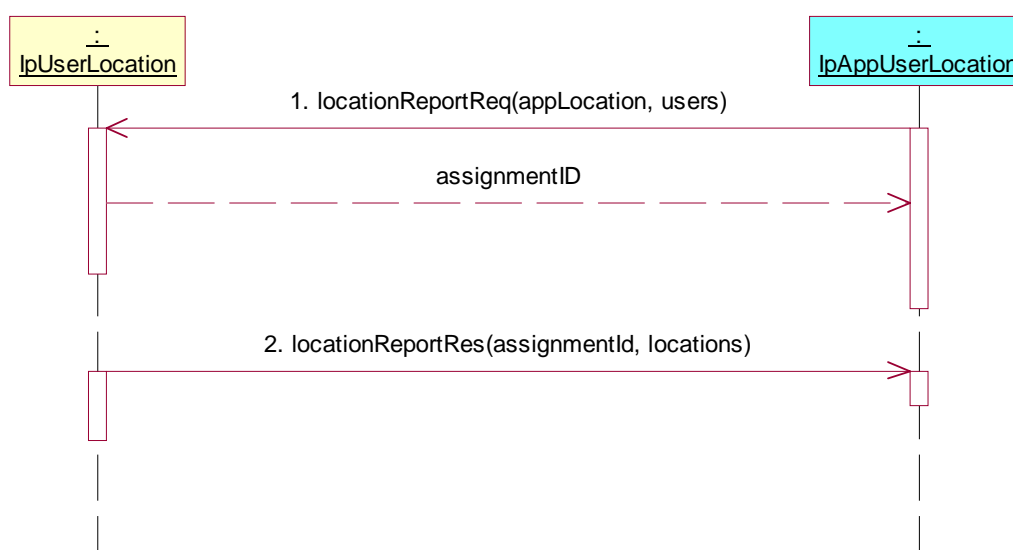 :
IpUserLocation
:
IpAppUserLocation
1. locationReportReq(appLocation, users)
assignmentID
2. locationReportRes(assignmentId, locations)